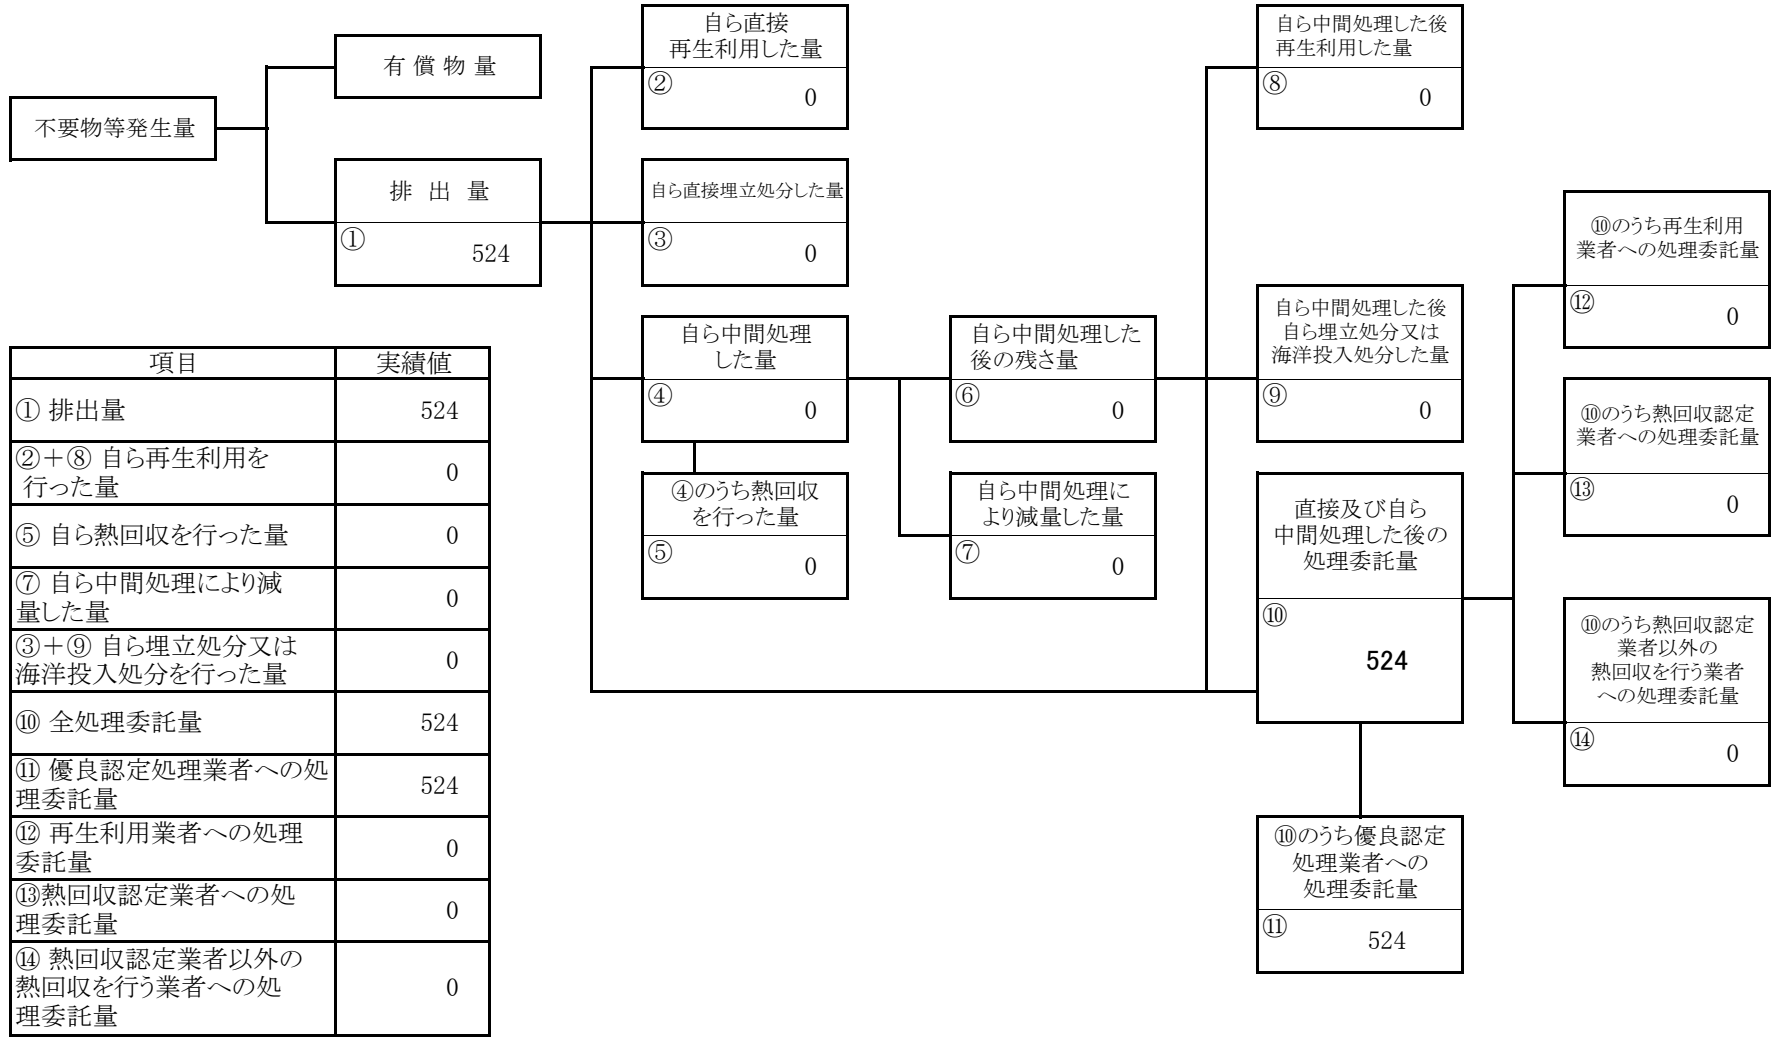 不要物等発生量
有償物量
排出量
①
524
自ら直接
再生利用した量
②
0
自ら直接埋立処分した量
③
0
自ら中間処理
した量
④
0
④のうち熱回収
を行った量
⑤
0
自ら中間処理した
後の残さ量
⑥
0
自ら中間処理に
より減量した量
⑦
0
自ら中間処理した後
再生利用した量
⑧
0
自ら中間処理した後
自ら埋立処分又は
海洋投入処分した量
⑨
0
直接及び自ら
中間処理した後の
処理委託量
⑩
524
⑩のうち優良認定
処理業者への
処理委託量
⑪
524
⑩のうち再生利用
業者への処理委託量
⑫
0
⑩のうち熱回収認定
業者への処理委託量
⑬
0
⑩のうち熱回収認定
業者以外の
熱回収を行う業者
への処理委託量
⑭
0
項目 実績値
① 排出量 524
②＋⑧ 自ら再生利用を
行った量 0
⑤ 自ら熱回収を行った量 0
⑦ 自ら中間処理により減
量した量 0
③＋⑨ 自ら埋立処分又は
海洋投入処分を行った量 0
⑩ 全処理委託量 524
⑪ 優良認定処理業者への処
理委託量 524
⑫ 再生利用業者への処理
委託量 0
⑬熱回収認定業者への処
理委託量 0
⑭ 熱回収認定業者以外の
熱回収を行う業者への処
理委託量 0